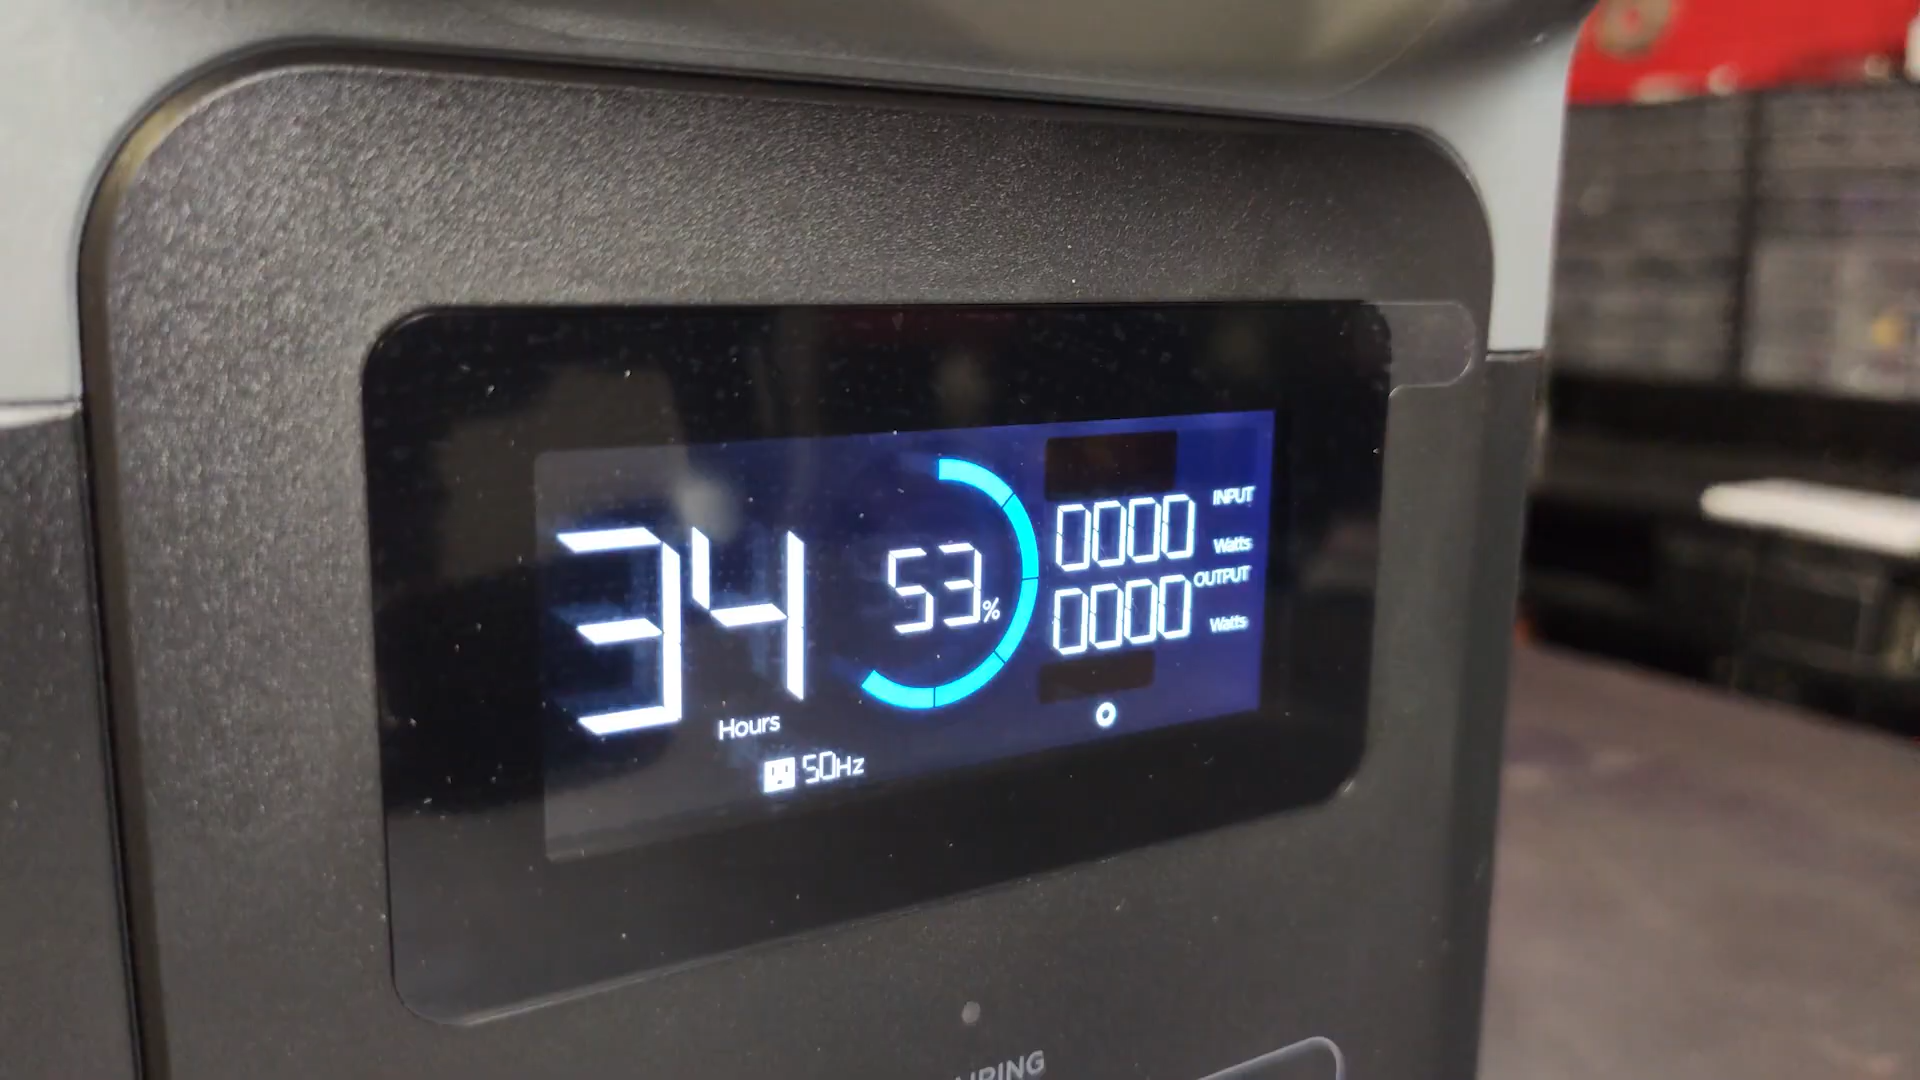 34
Hours
50Hz
53%
0000 INPUT Watts
0000 OUTPUT Watts